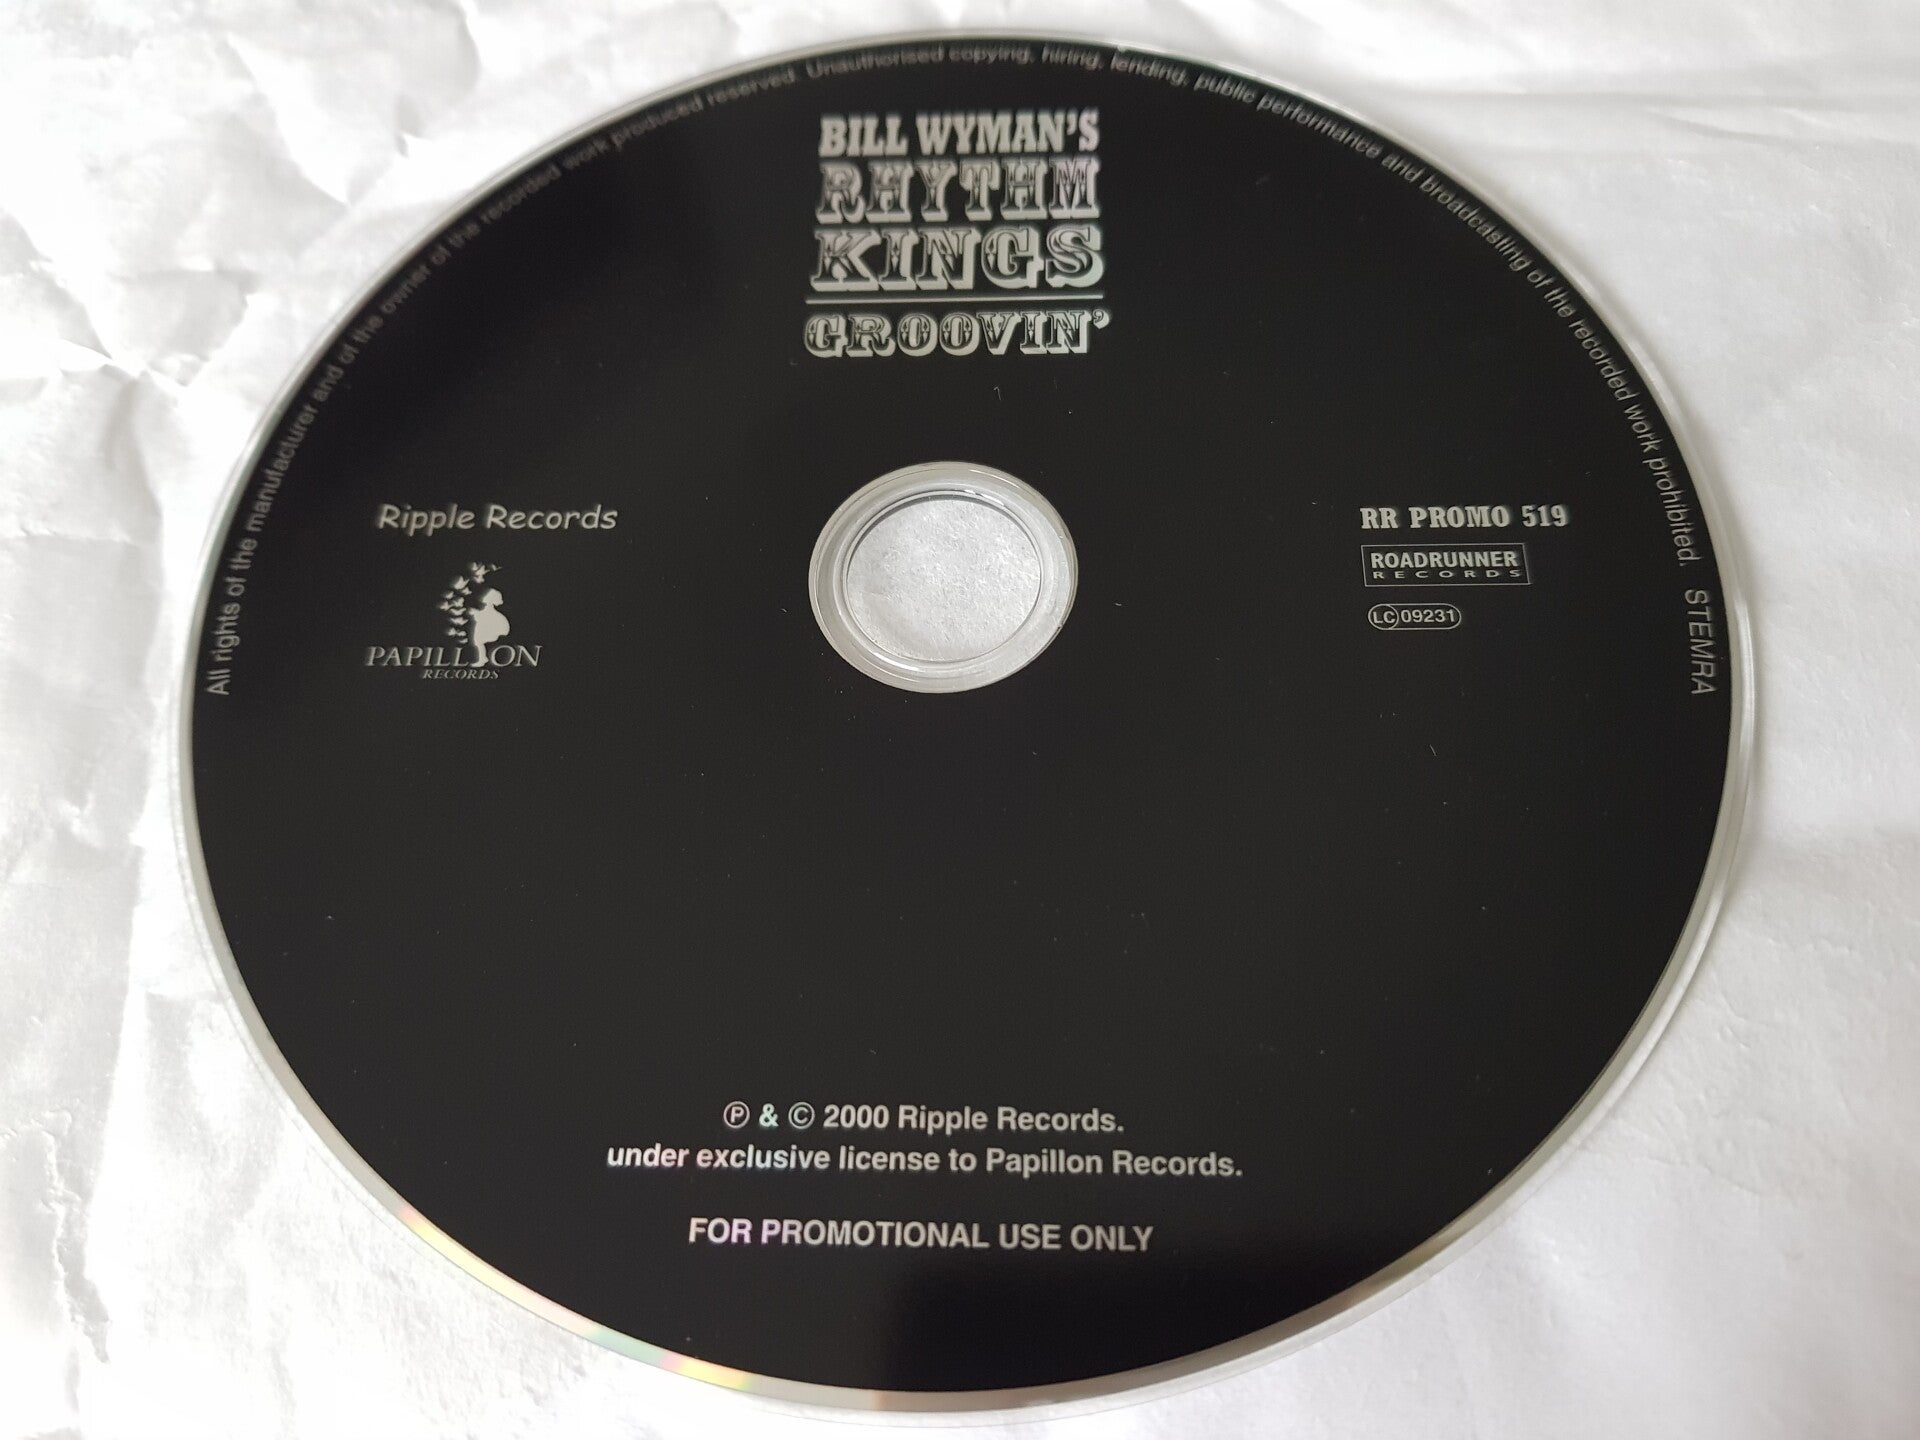 All rights of the manufacturer and of the owner of the recorded work produced reserved. Unauthorised copying, hiring, lending, public performance and broadcasting of the recorded work prohibited. STEMRA
BILL WYMAN'S
RHYTHM
KINGS
GROOVIN'
Ripple Records
PAPILLON
RECORDS
RR PROMO 519
ROADRUNNER
RECORDS
LC 09231
Ⓟ & © 2000 Ripple Records.
under exclusive license to Papillon Records.
FOR PROMOTIONAL USE ONLY